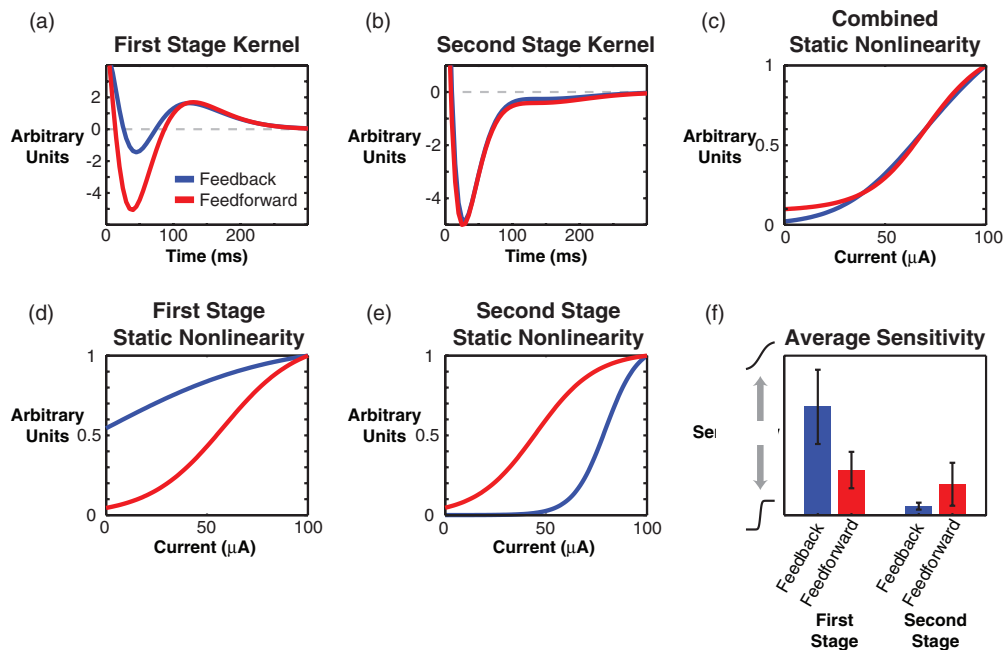 (a)
First Stage Kernel
2
0
-2
-4
Arbitrary
Units
Feedback
Feedforward
0
100
200
Time (ms)
(b)
Second Stage Kernel
0
-2
-4
Arbitrary
Units
0
100
200
Time (ms)
(c)
Combined
Static Nonlinearity
1
0.5
0
Arbitrary
Units
0
50
100
Current (μA)
(d)
First Stage
Static Nonlinearity
1
0.5
0
Arbitrary
Units
0
50
100
Current (μA)
(e)
Second Stage
Static Nonlinearity
1
0.5
0
Arbitrary
Units
0
50
100
Current (μA)
(f)
Average Sensitivity
Feedback
Feedforward
Feedback
Feedforward
First
Stage
Second
Stage